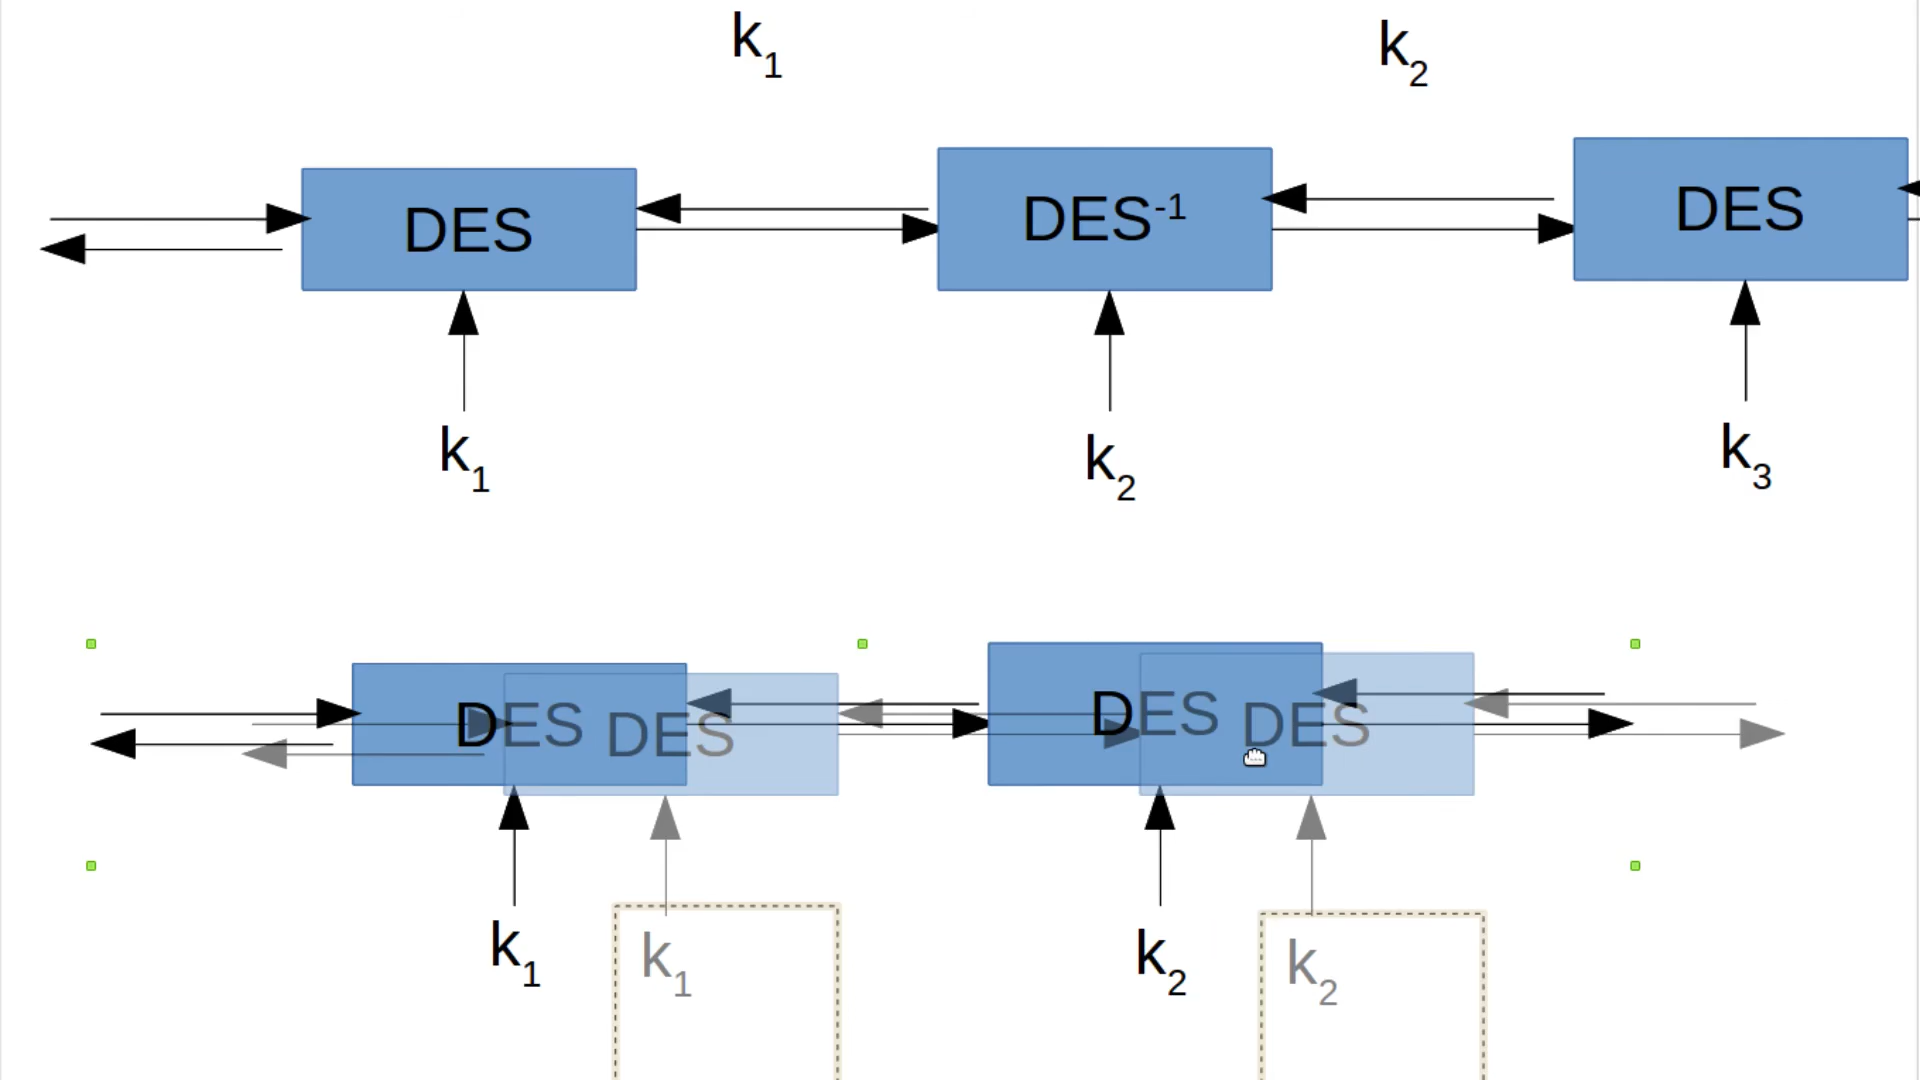 k₁ k₂
DES DES⁻¹ DES
k₁ k₂ k₃
DES DES DES DES
k₁ k₁ k₂ k₂